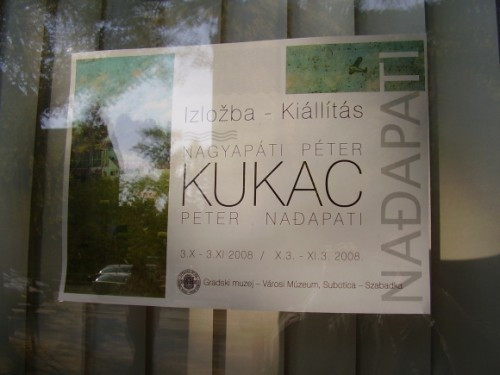 Izložba - Kiállítás
NAGYAPÁTI PÉTER
KUKAC
PETER NAĐAPATI
3.X - 3.XI 2008 / X.3. - XI.3. 2008.
Gradski muzej – Városi Múzeum, Subotica – Szabadka
NAĐAPATI